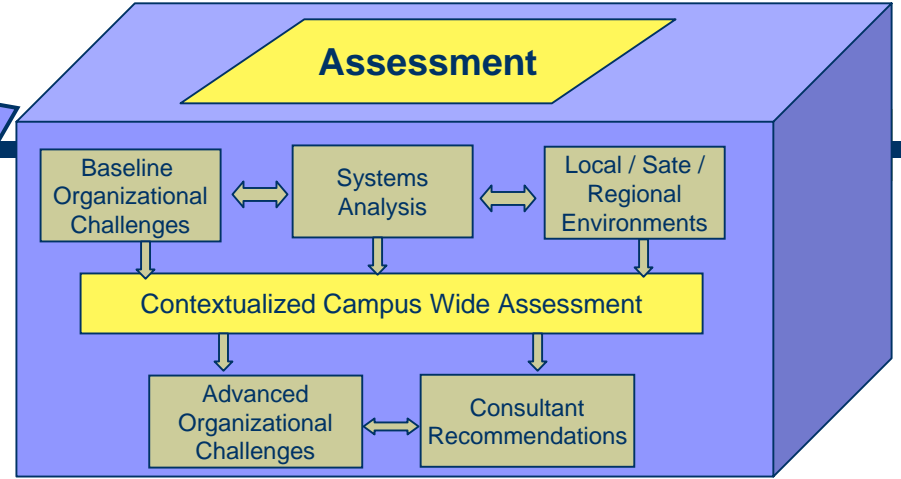 Assessment
Baseline
Organizational
Challenges
Systems
Analysis
Local / Sate /
Regional
Environments
Contextualized Campus Wide Assessment
Advanced
Organizational
Challenges
Consultant
Recommendations